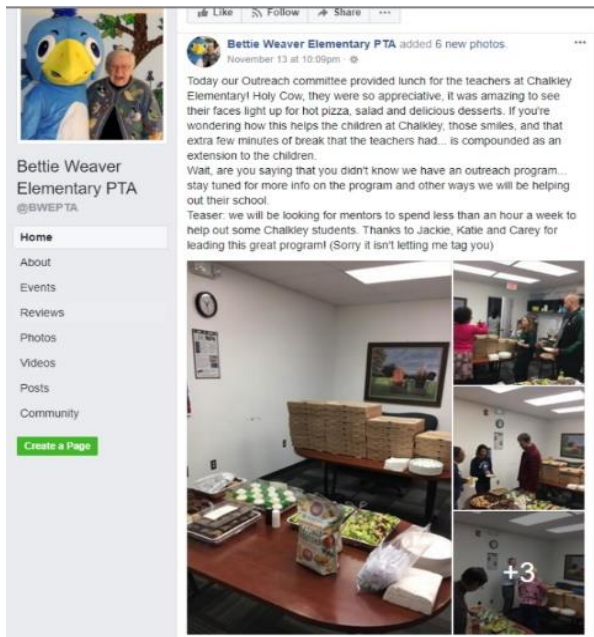 Like Follow Share ...
Bettie Weaver Elementary PTA added 6 new photos.
November 13 at 10:09pm ·
Today our Outreach committee provided lunch for the teachers at Chalkley
Elementary! Holy Cow, they were so appreciative, it was amazing to see
their faces light up for hot pizza, salad and delicious desserts. If you're
wondering how this helps the children at Chalkley, those smiles, and that
extra few minutes of break that the teachers had... is compounded as an
extension to the children.
Wait, are you saying that you didn't know we have an outreach program...
stay tuned for more info on the program and other ways we will be helping
out their school.
Teaser: we will be looking for mentors to spend less than an hour a week to
help out some Chalkley students. Thanks to Jackie, Katie and Carey for
leading this great program! (Sorry it isn't letting me tag you)
Bettie Weaver
Elementary PTA
@BWEPTA
Home
About
Events
Reviews
Photos
Videos
Posts
Community
Create a Page
+3